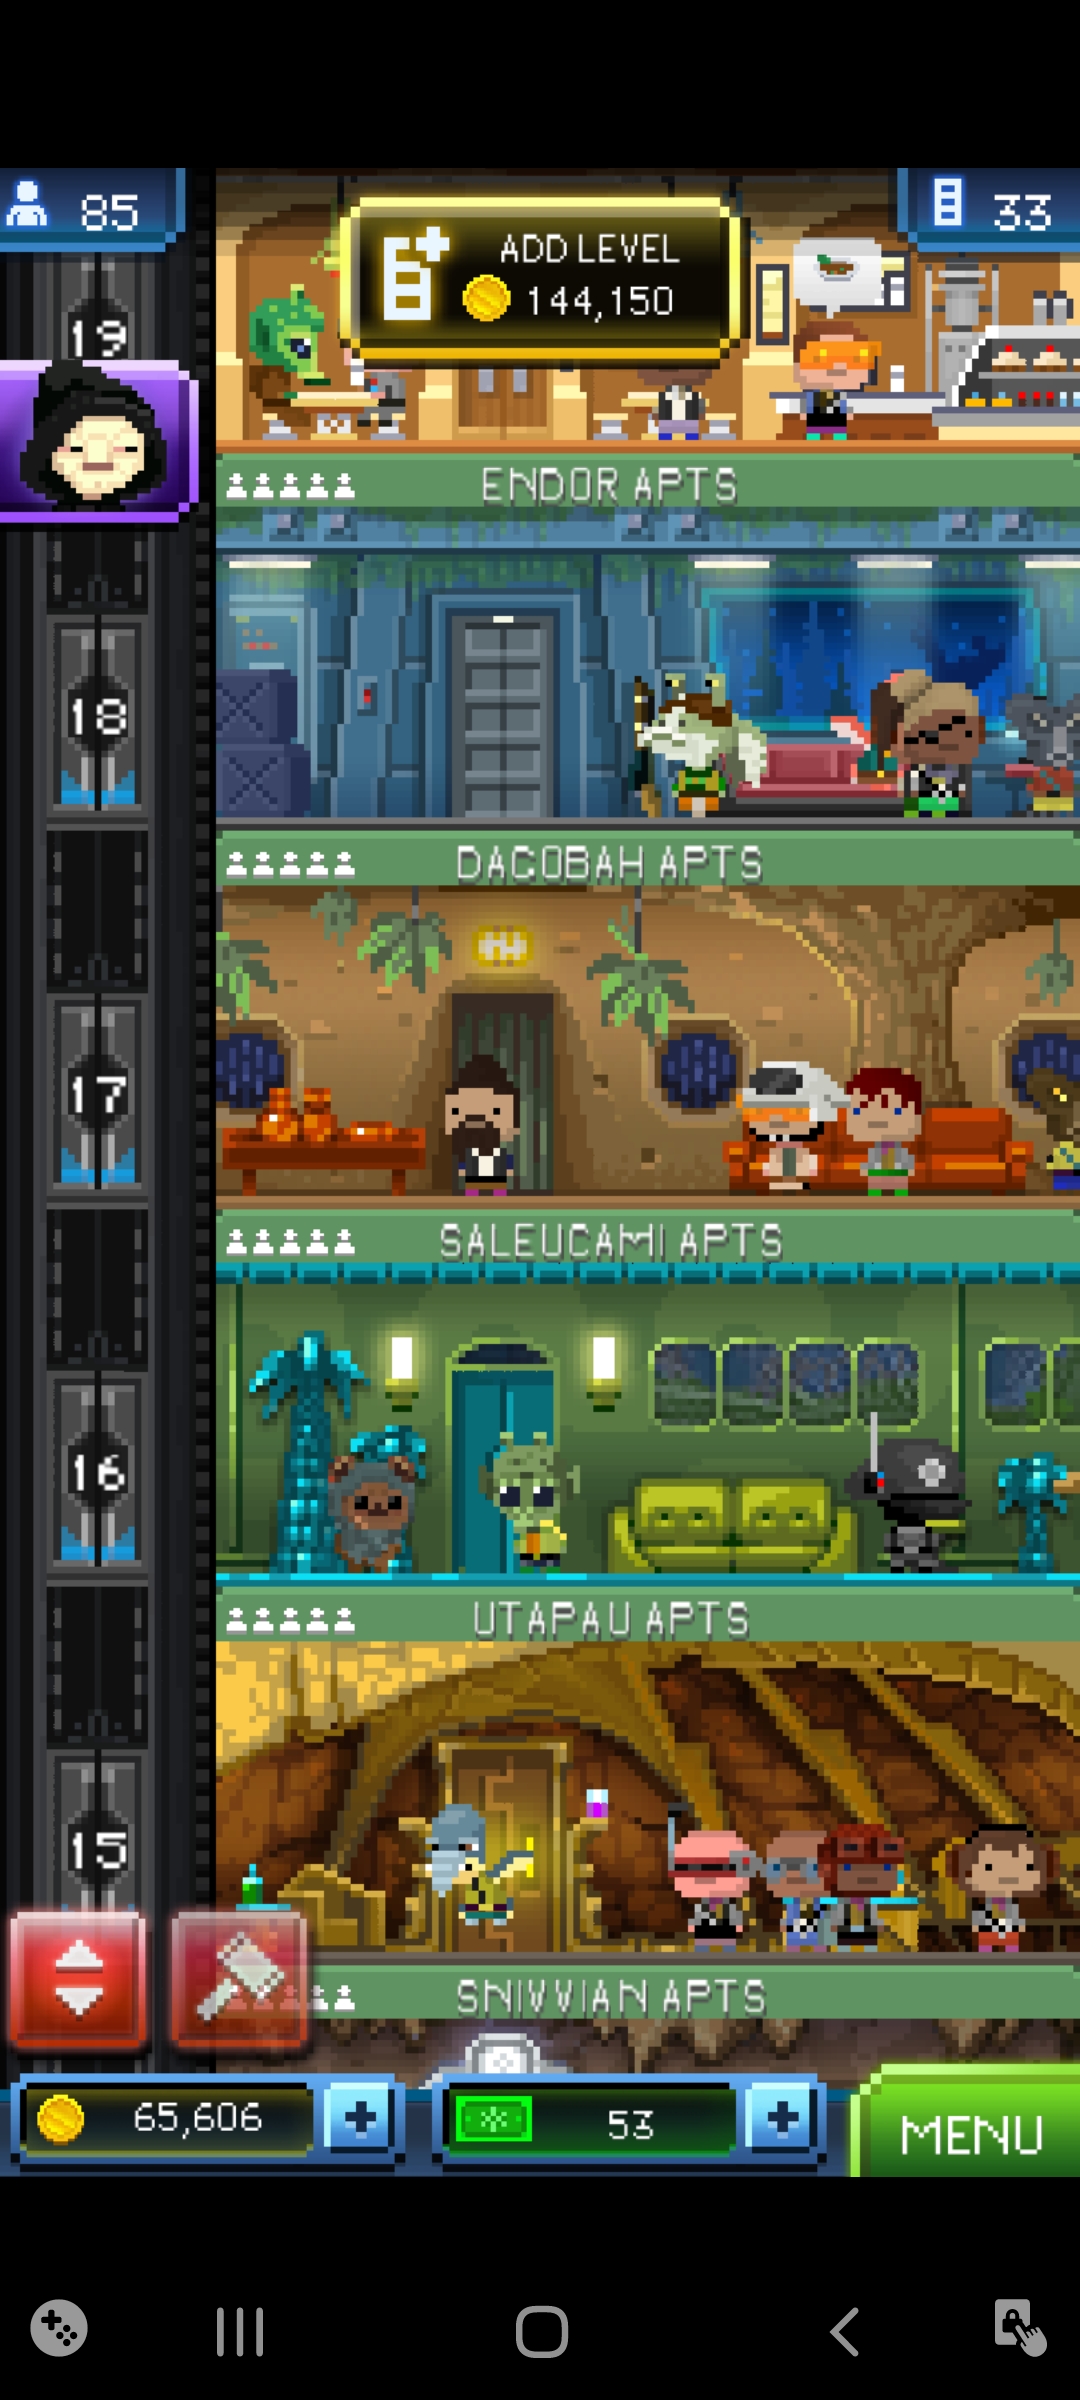 85
33
ADD LEVEL
144,150
19
ENDOR APTS
18
DAGOBAH APTS
17
SALEUCAMI APTS
16
UTAPAU APTS
15
SNIVVIAN APTS
65,606
53
MENU